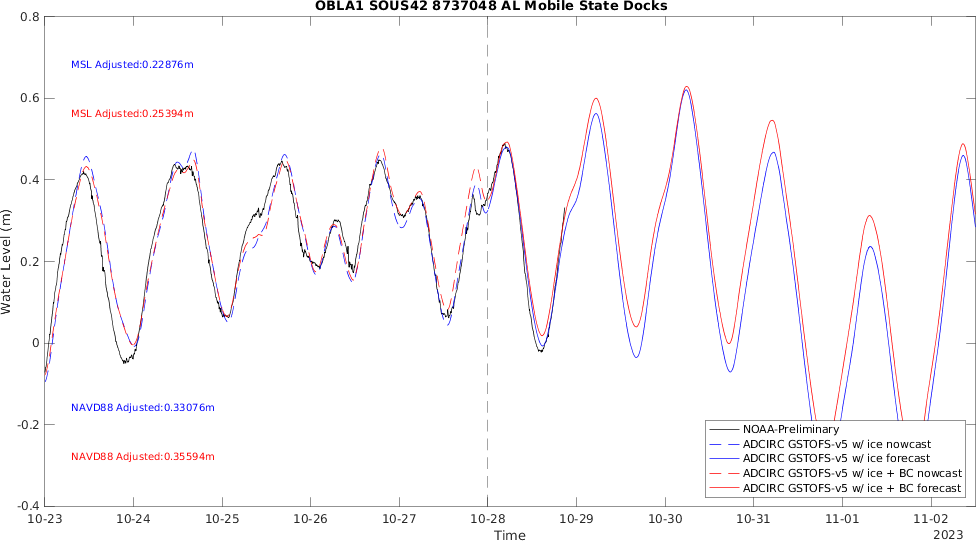 OBLA1 SOUS42 8737048 AL Mobile State Docks
0.8
MSL Adjusted:0.22876m
0.6
MSL Adjusted:0.25394m
0.4
Water Level (m)
0.2
0
NAVD88 Adjusted:0.33076m
-0.2
NAVD88 Adjusted:0.35594m
-0.4
NOAA-Preliminary
ADCIRC GSTOFS-v5 w/ ice nowcast
ADCIRC GSTOFS-v5 w/ ice forecast
ADCIRC GSTOFS-v5 w/ ice + BC nowcast
ADCIRC GSTOFS-v5 w/ ice + BC forecast
10-23 10-24 10-25 10-26 10-27 10-28 10-29 10-30 10-31 11-01 11-02
Time
2023